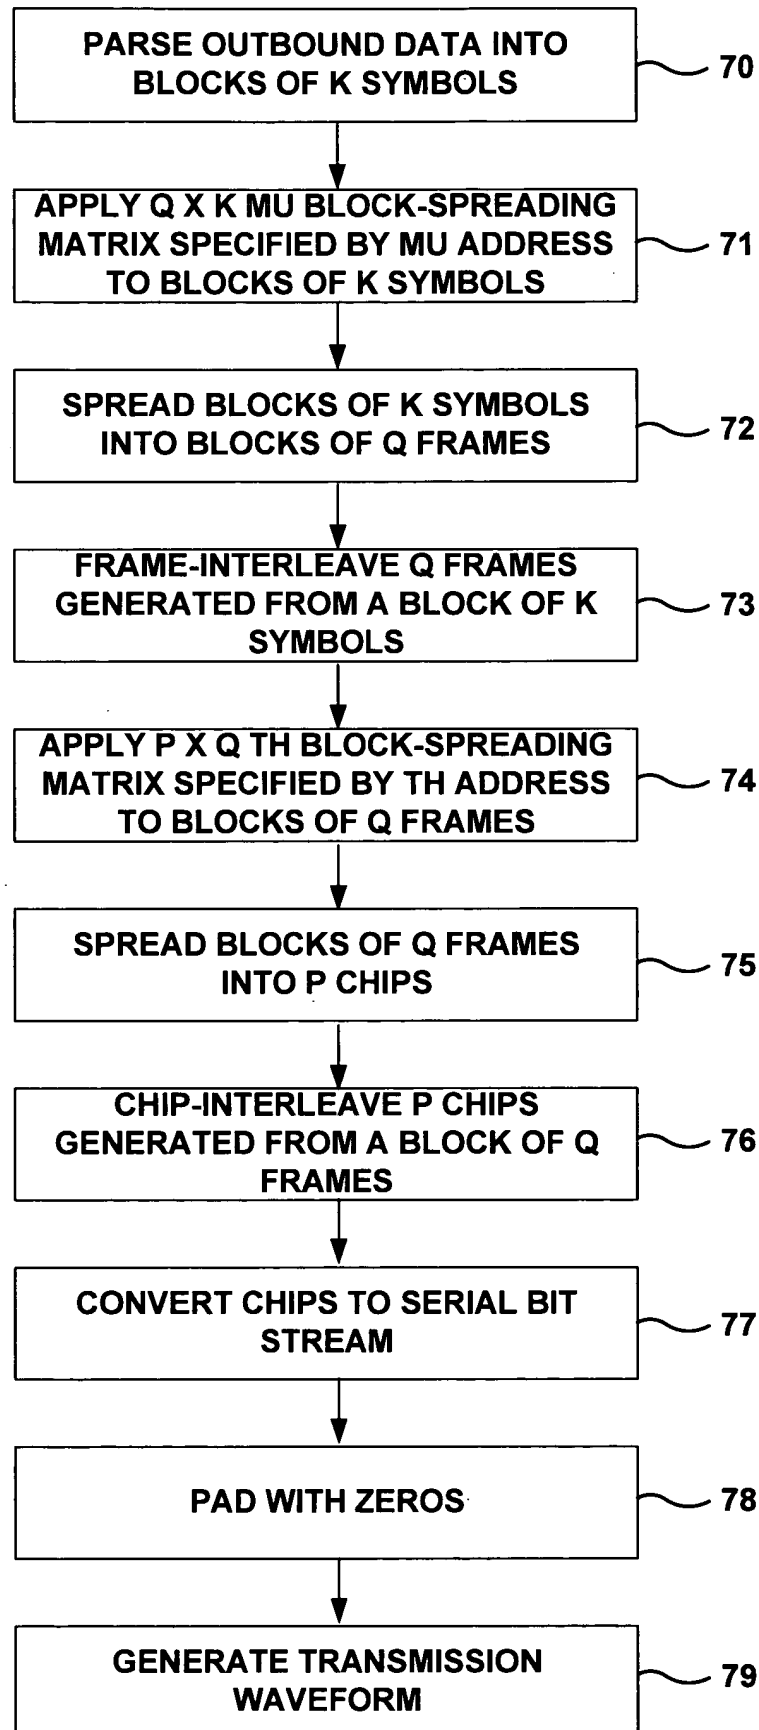 PARSE OUTBOUND DATA INTO
BLOCKS OF K SYMBOLS
70
APPLY Q X K MU BLOCK-SPREADING
MATRIX SPECIFIED BY MU ADDRESS
TO BLOCKS OF K SYMBOLS
71
SPREAD BLOCKS OF K SYMBOLS
INTO BLOCKS OF Q FRAMES
72
FRAME-INTERLEAVE Q FRAMES
GENERATED FROM A BLOCK OF K
SYMBOLS
73
APPLY P X Q TH BLOCK-SPREADING
MATRIX SPECIFIED BY TH ADDRESS
TO BLOCKS OF Q FRAMES
74
SPREAD BLOCKS OF Q FRAMES
INTO P CHIPS
75
CHIP-INTERLEAVE P CHIPS
GENERATED FROM A BLOCK OF Q
FRAMES
76
CONVERT CHIPS TO SERIAL BIT
STREAM
77
PAD WITH ZEROS
78
GENERATE TRANSMISSION
WAVEFORM
79